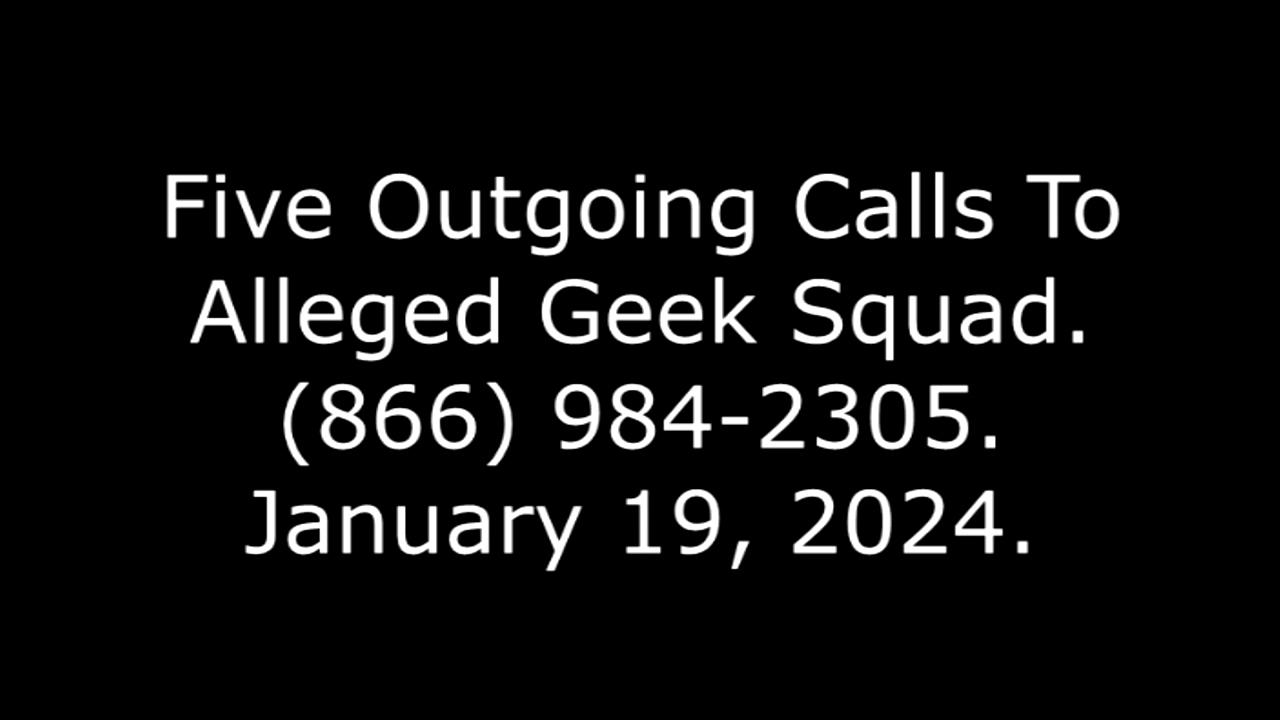 Five Outgoing Calls To
Alleged Geek Squad.
(866) 984-2305.
January 19, 2024.